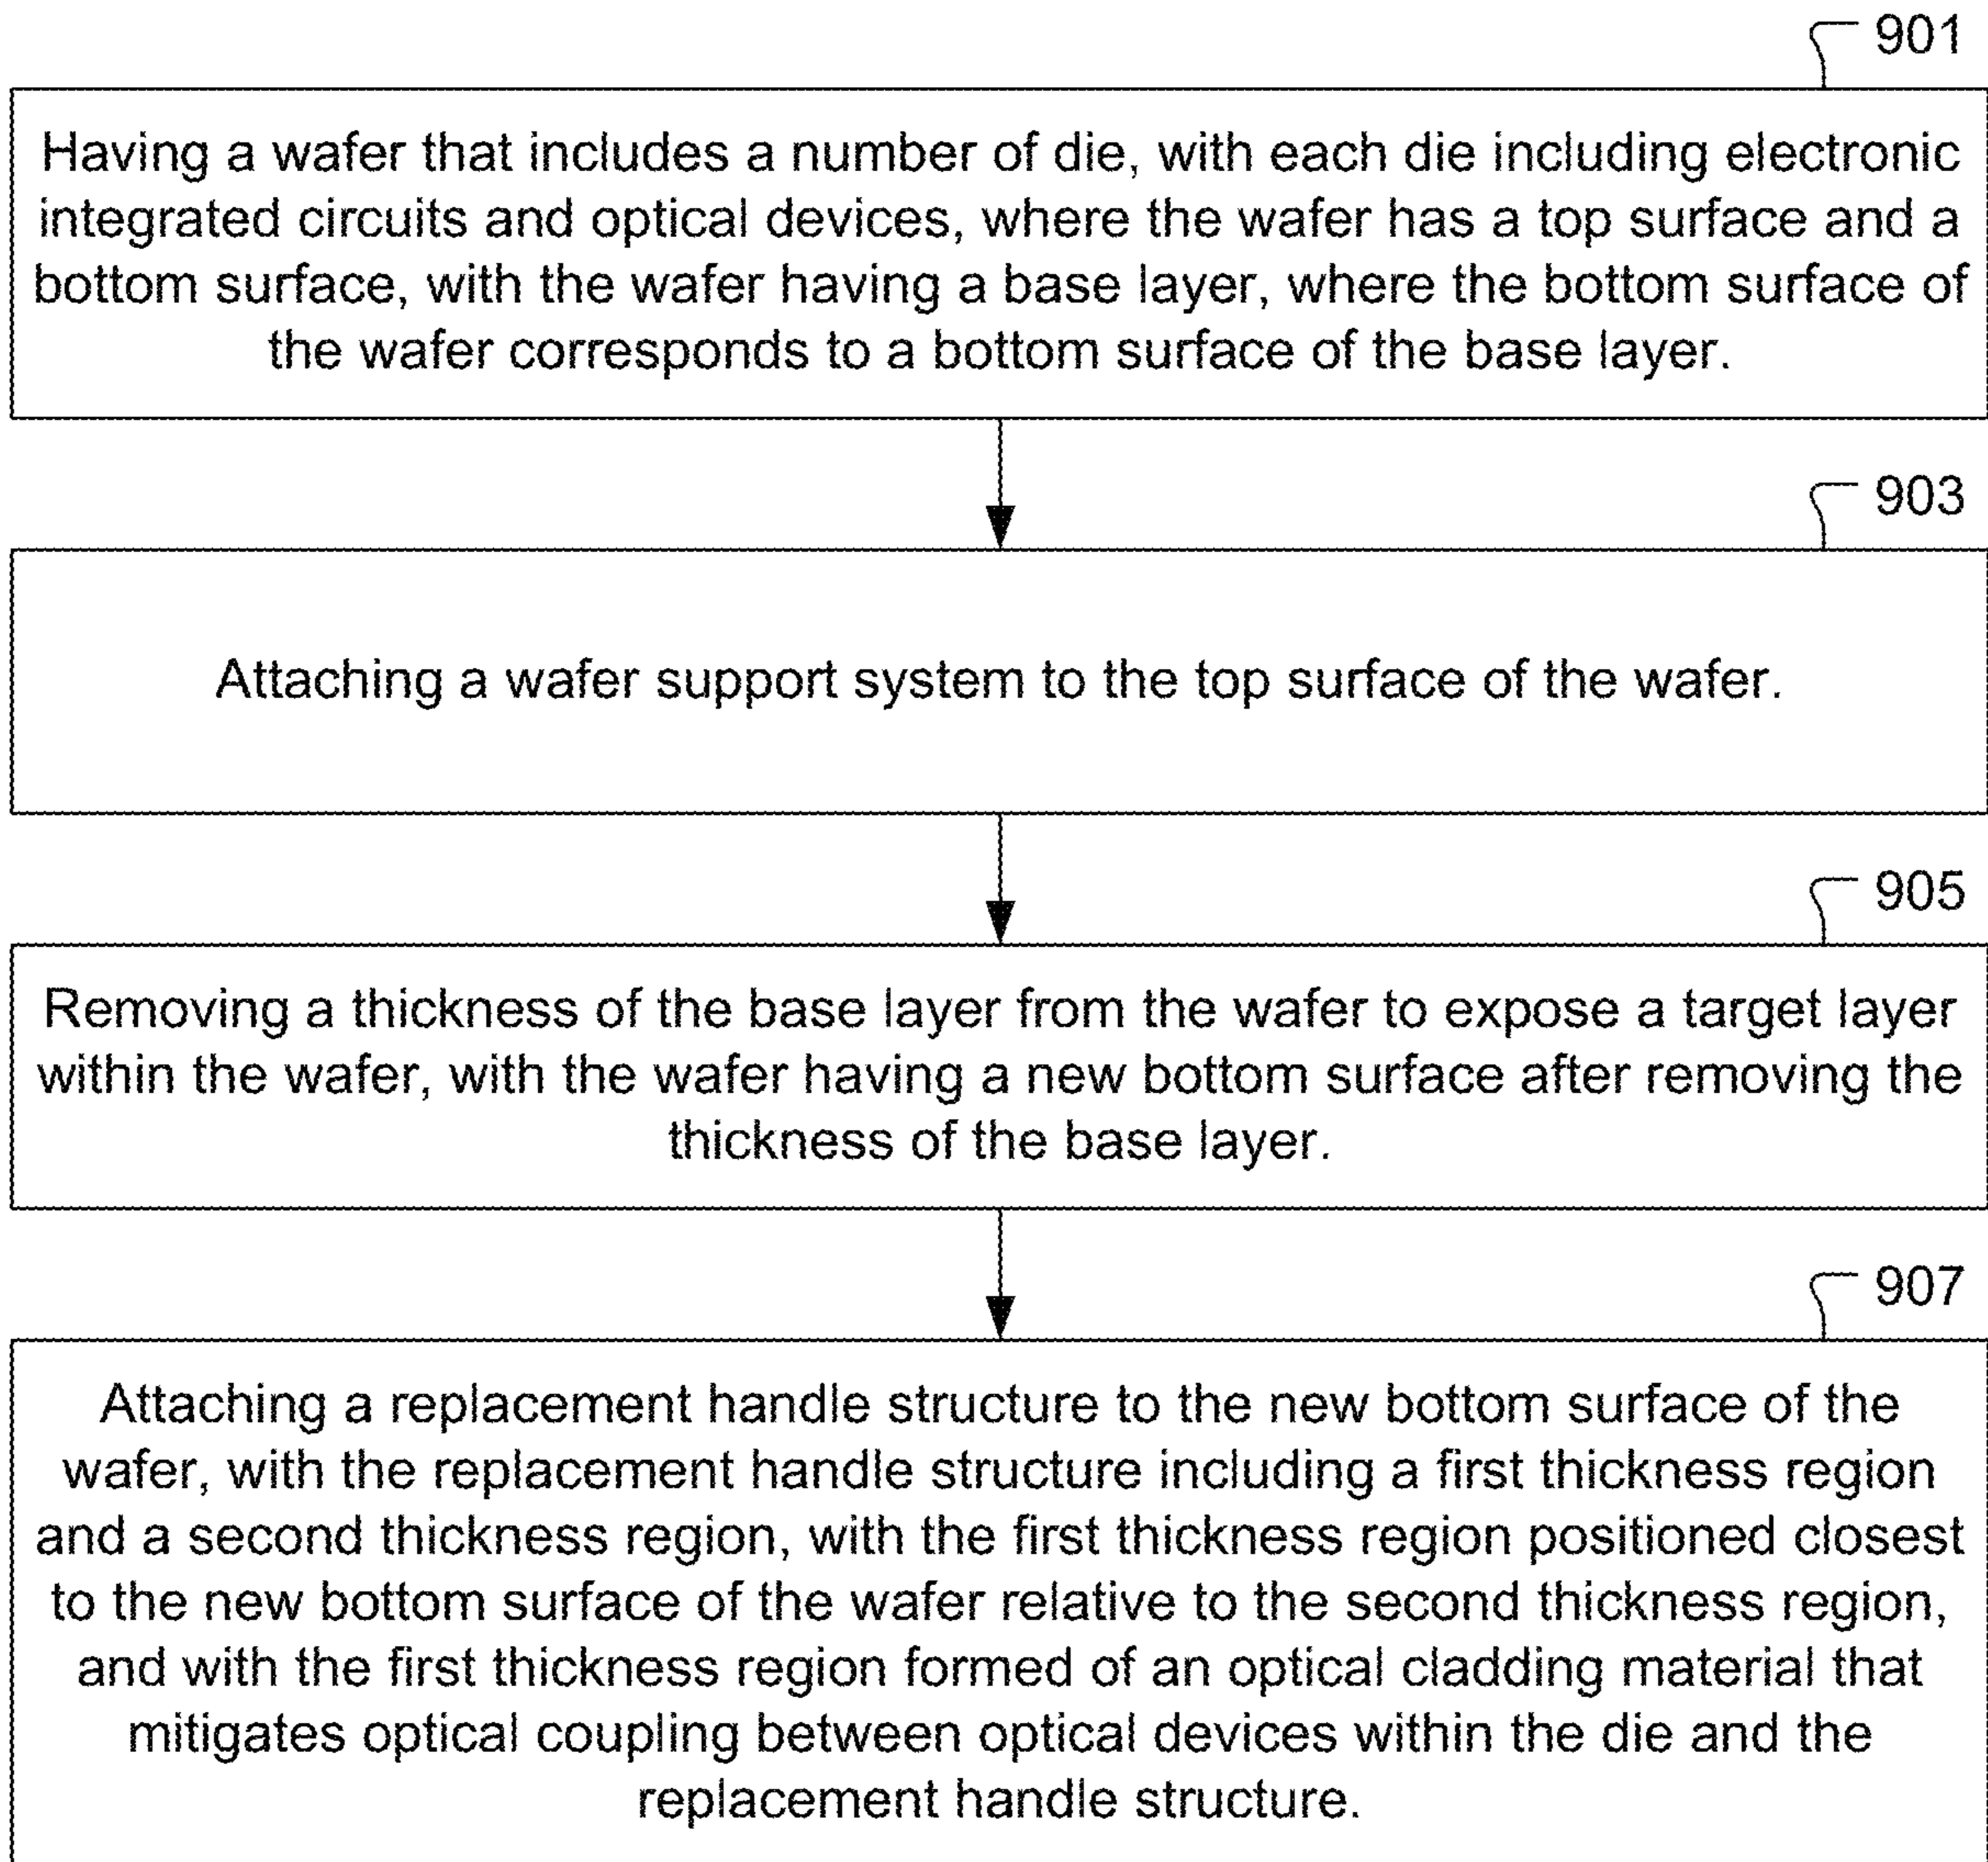 901
Having a wafer that includes a number of die, with each die including electronic
integrated circuits and optical devices, where the wafer has a top surface and a
bottom surface, with the wafer having a base layer, where the bottom surface of
the wafer corresponds to a bottom surface of the base layer.
903
Attaching a wafer support system to the top surface of the wafer.
905
Removing a thickness of the base layer from the wafer to expose a target layer
within the wafer, with the wafer having a new bottom surface after removing the
thickness of the base layer.
907
Attaching a replacement handle structure to the new bottom surface of the
wafer, with the replacement handle structure including a first thickness region
and a second thickness region, with the first thickness region positioned closest
to the new bottom surface of the wafer relative to the second thickness region,
and with the first thickness region formed of an optical cladding material that
mitigates optical coupling between optical devices within the die and the
replacement handle structure.